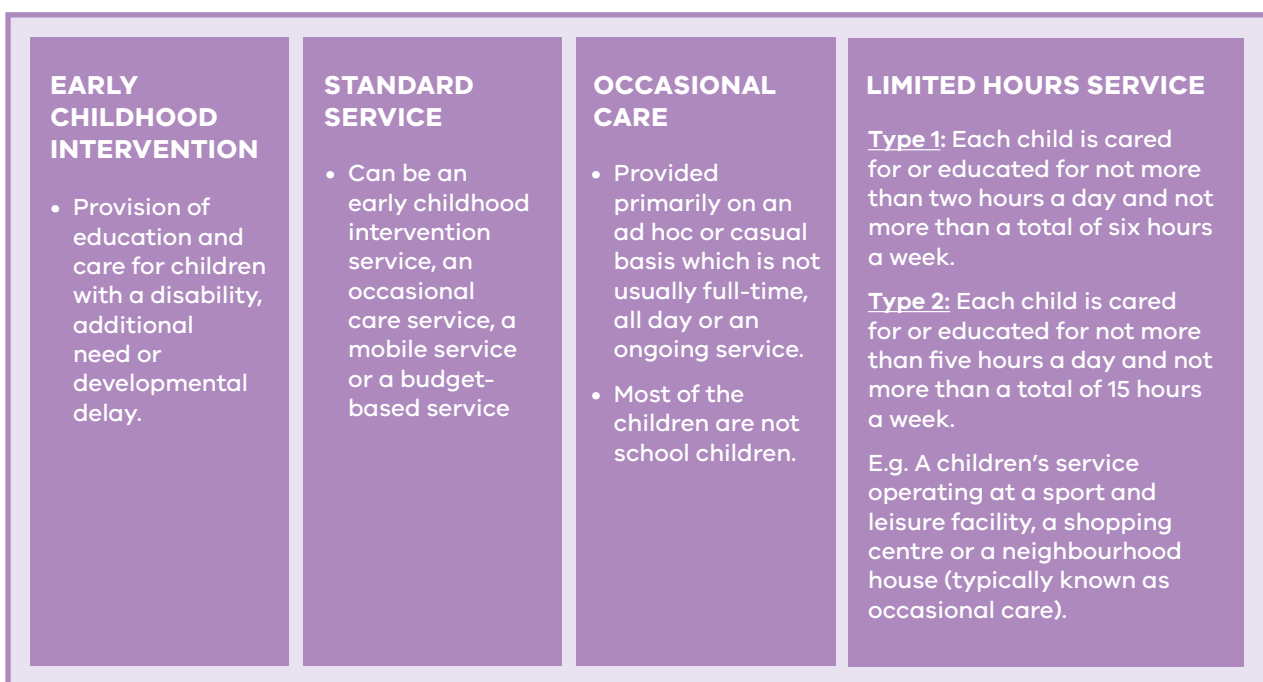 EARLY
CHILDHOOD
INTERVENTION
• Provision of
education and
care for children
with a disability,
additional
need or
developmental
delay.
STANDARD
SERVICE
• Can be an
early childhood
intervention
service, an
occasional
care service, a
mobile service
or a budget-
based service
OCCASIONAL
CARE
• Provided
primarily on an
ad hoc or casual
basis which is not
usually full-time,
all day or an
ongoing service.
• Most of the
children are not
school children.
LIMITED HOURS SERVICE
Type 1: Each child is cared
for or educated for not more
than two hours a day and not
more than a total of six hours
a week.
Type 2: Each child is cared
for or educated for not more
than five hours a day and not
more than a total of 15 hours
a week.
E.g. A children’s service
operating at a sport and
leisure facility, a shopping
centre or a neighbourhood
house (typically known as
occasional care).